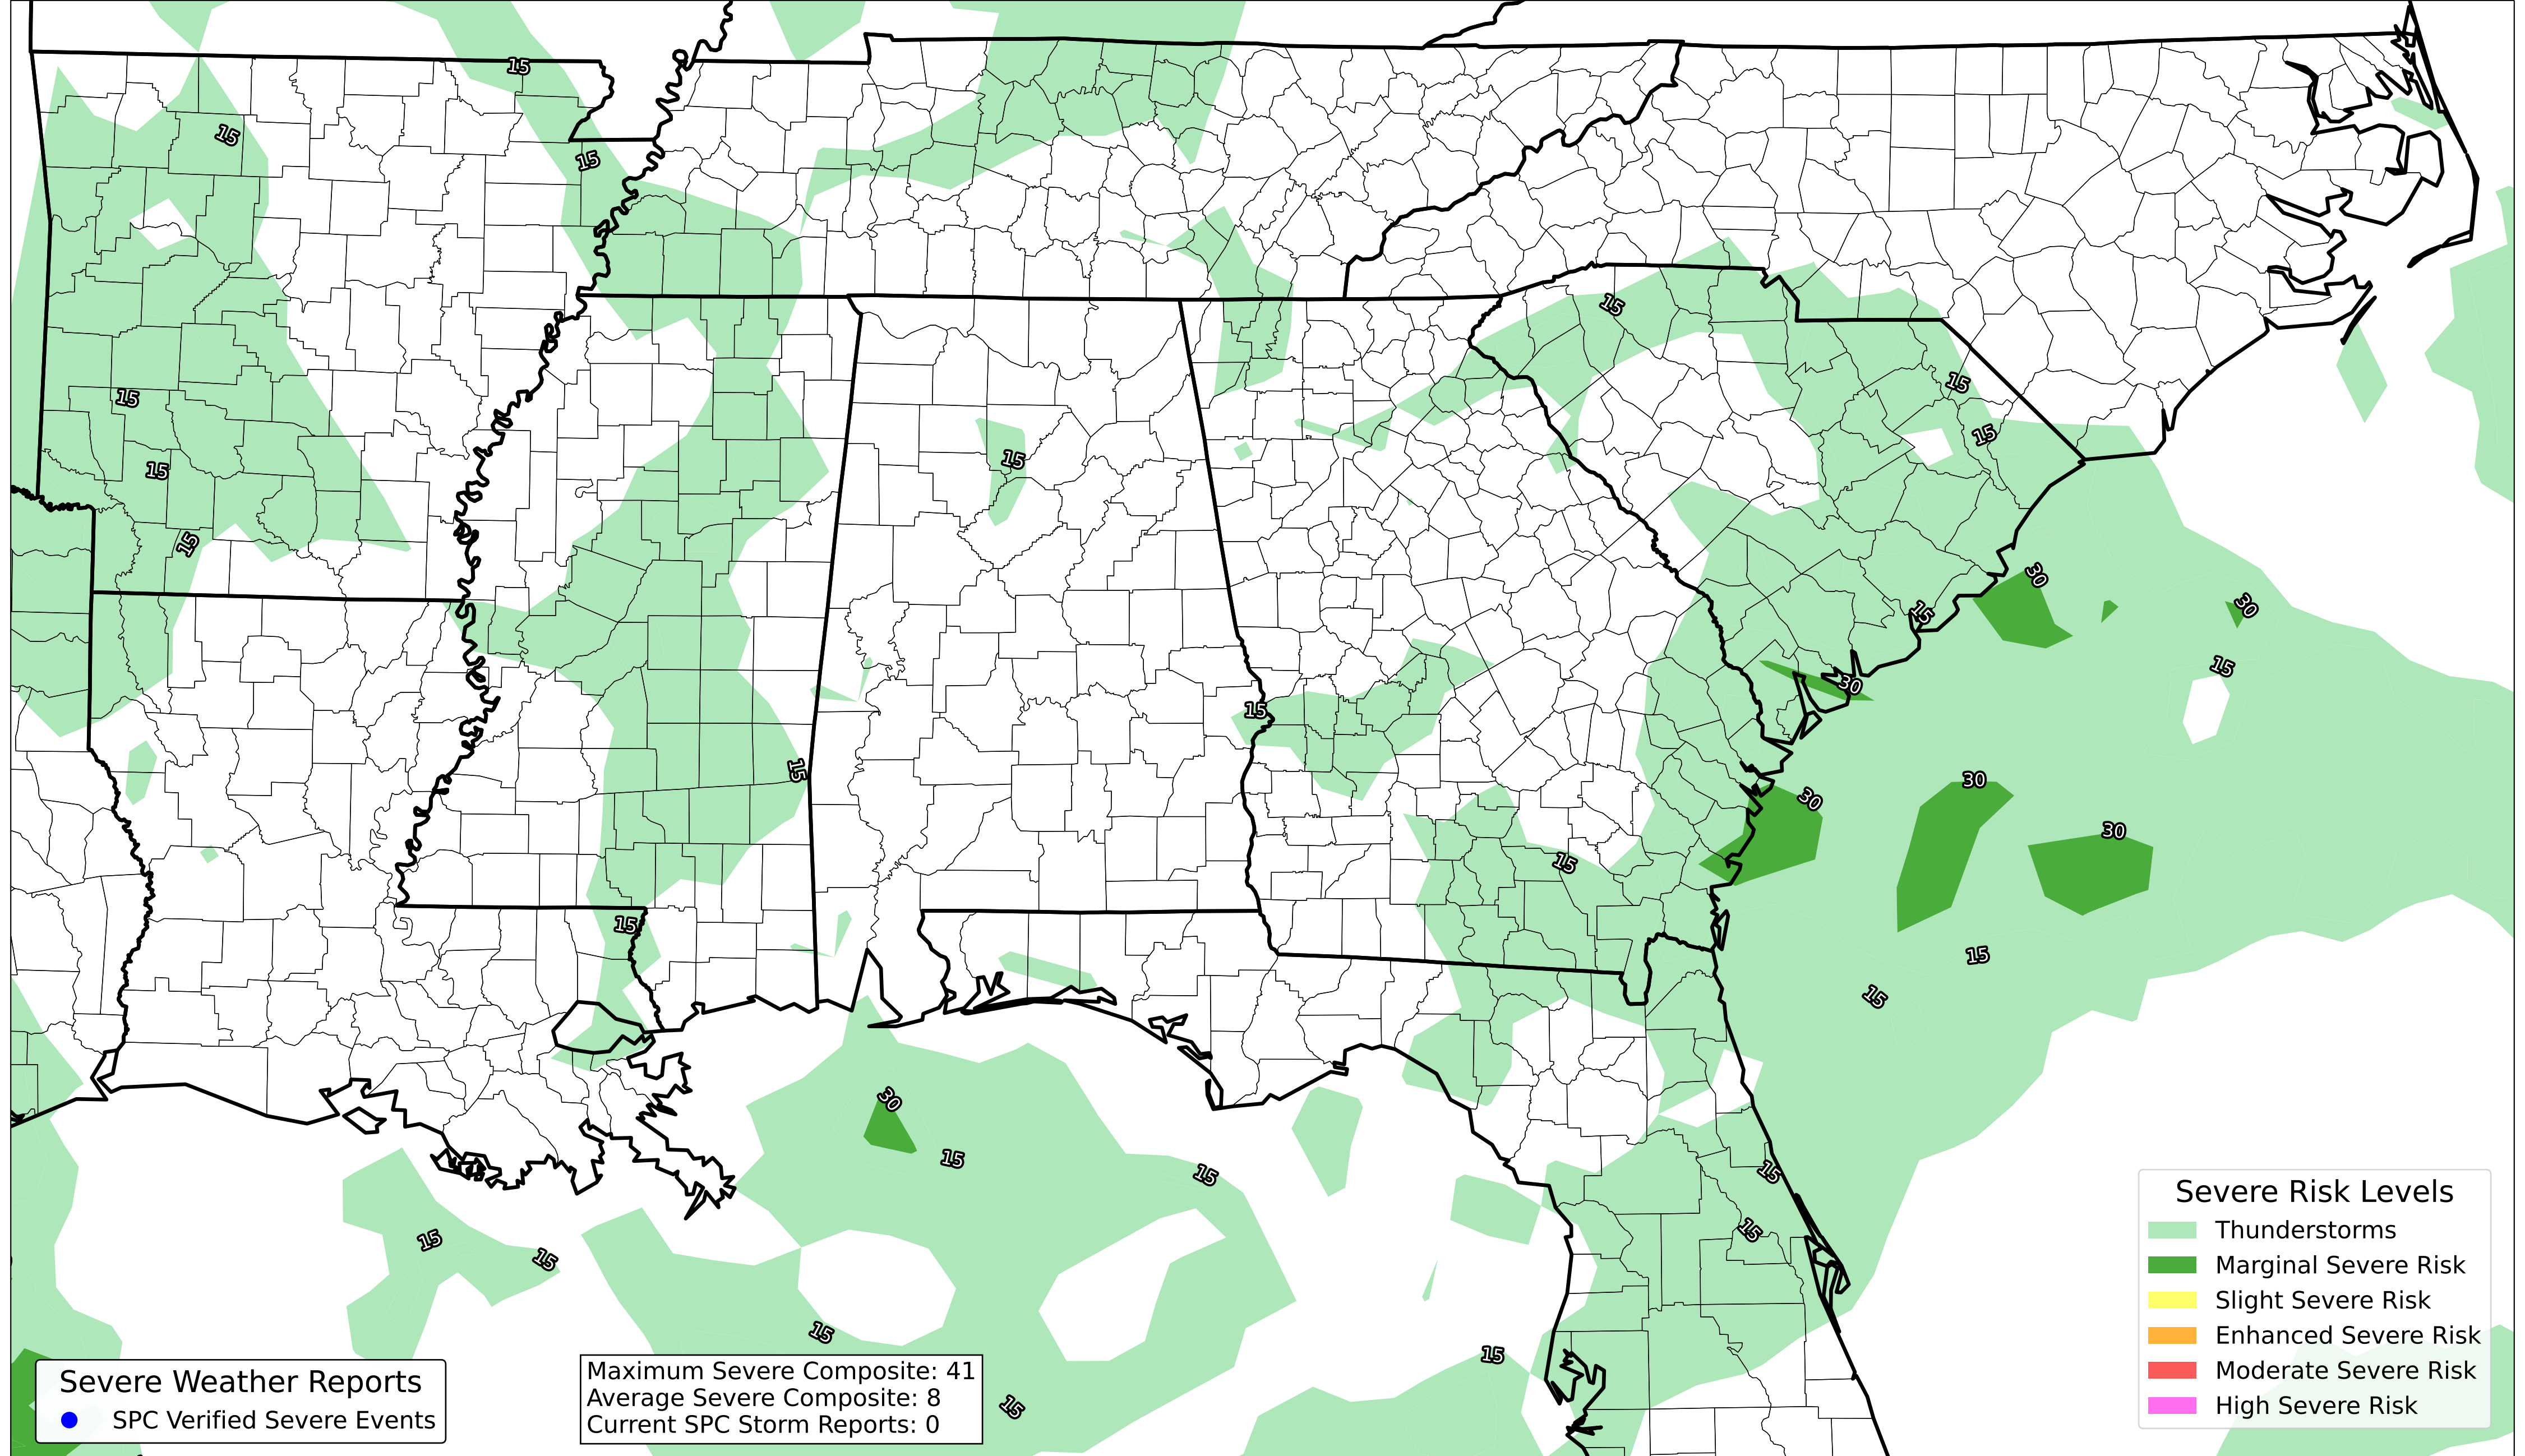 15
15
15
15
15
15
15
15
15
15
30
30
15
15
30
15
15
30
30
30
15
15
15
15
30
15
15
15
15
15
15
15
15
15
Severe Risk Levels
Thunderstorms
Marginal Severe Risk
Slight Severe Risk
Enhanced Severe Risk
Moderate Severe Risk
High Severe Risk
Severe Weather Reports
SPC Verified Severe Events
Maximum Severe Composite: 41
Average Severe Composite: 8
Current SPC Storm Reports: 0